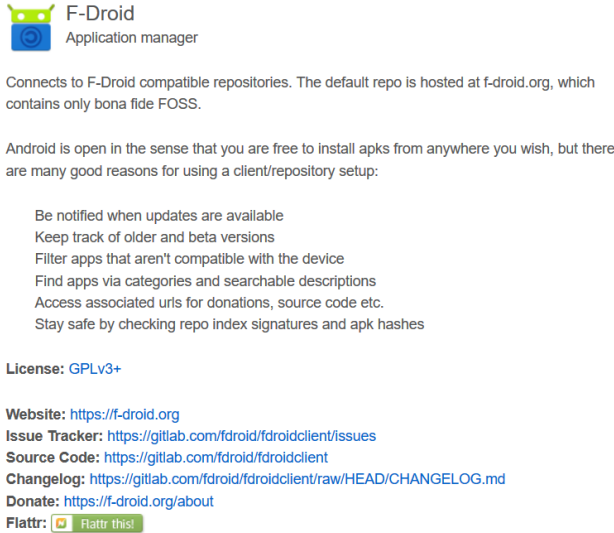 F-Droid
Application manager
Connects to F-Droid compatible repositories. The default repo is hosted at f-droid.org, which
contains only bona fide FOSS.
Android is open in the sense that you are free to install apks from anywhere you wish, but there
are many good reasons for using a client/repository setup:
Be notified when updates are available
Keep track of older and beta versions
Filter apps that aren't compatible with the device
Find apps via categories and searchable descriptions
Access associated urls for donations, source code etc.
Stay safe by checking repo index signatures and apk hashes
License: GPLv3+
Website: https://f-droid.org
Issue Tracker: https://gitlab.com/fdroid/fdroidclient/issues
Source Code: https://gitlab.com/fdroid/fdroidclient
Changelog: https://gitlab.com/fdroid/fdroidclient/raw/HEAD/CHANGELOG.md
Donate: https://f-droid.org/about
Flattr: Flattr this!